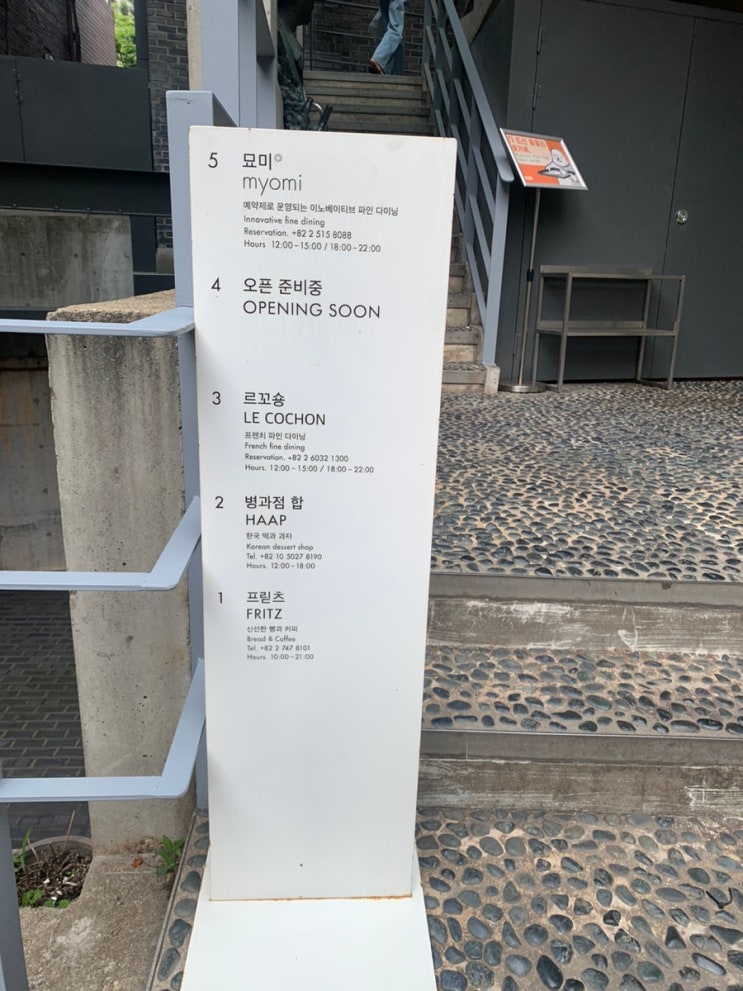 5 묘미
myomi
예약제로 운영되는 이노베이티브 파인 다이닝
Innovative fine dining
Reservation. +82 2 515 8088
Hours 12:00-15:00 / 18:00-22:00
4 오픈 준비중
OPENING SOON
3 르꼬숑
LE COCHON
프렌치 파인 다이닝
French fine dining
Reservation. +82 2 6032 1300
Hours. 12:00-15:00 / 18:00-22:00
2 병과점 합
HAAP
한국 떡과 과자
Korean dessert shop
Tel. +82 10 5027 8190
Hours. 12:00-18:00
1 프릳츠
FRITZ
신선한 빵과 커피
Bread & Coffee
Tel. +82 2 747 8101
Hours. 10:00-21:00